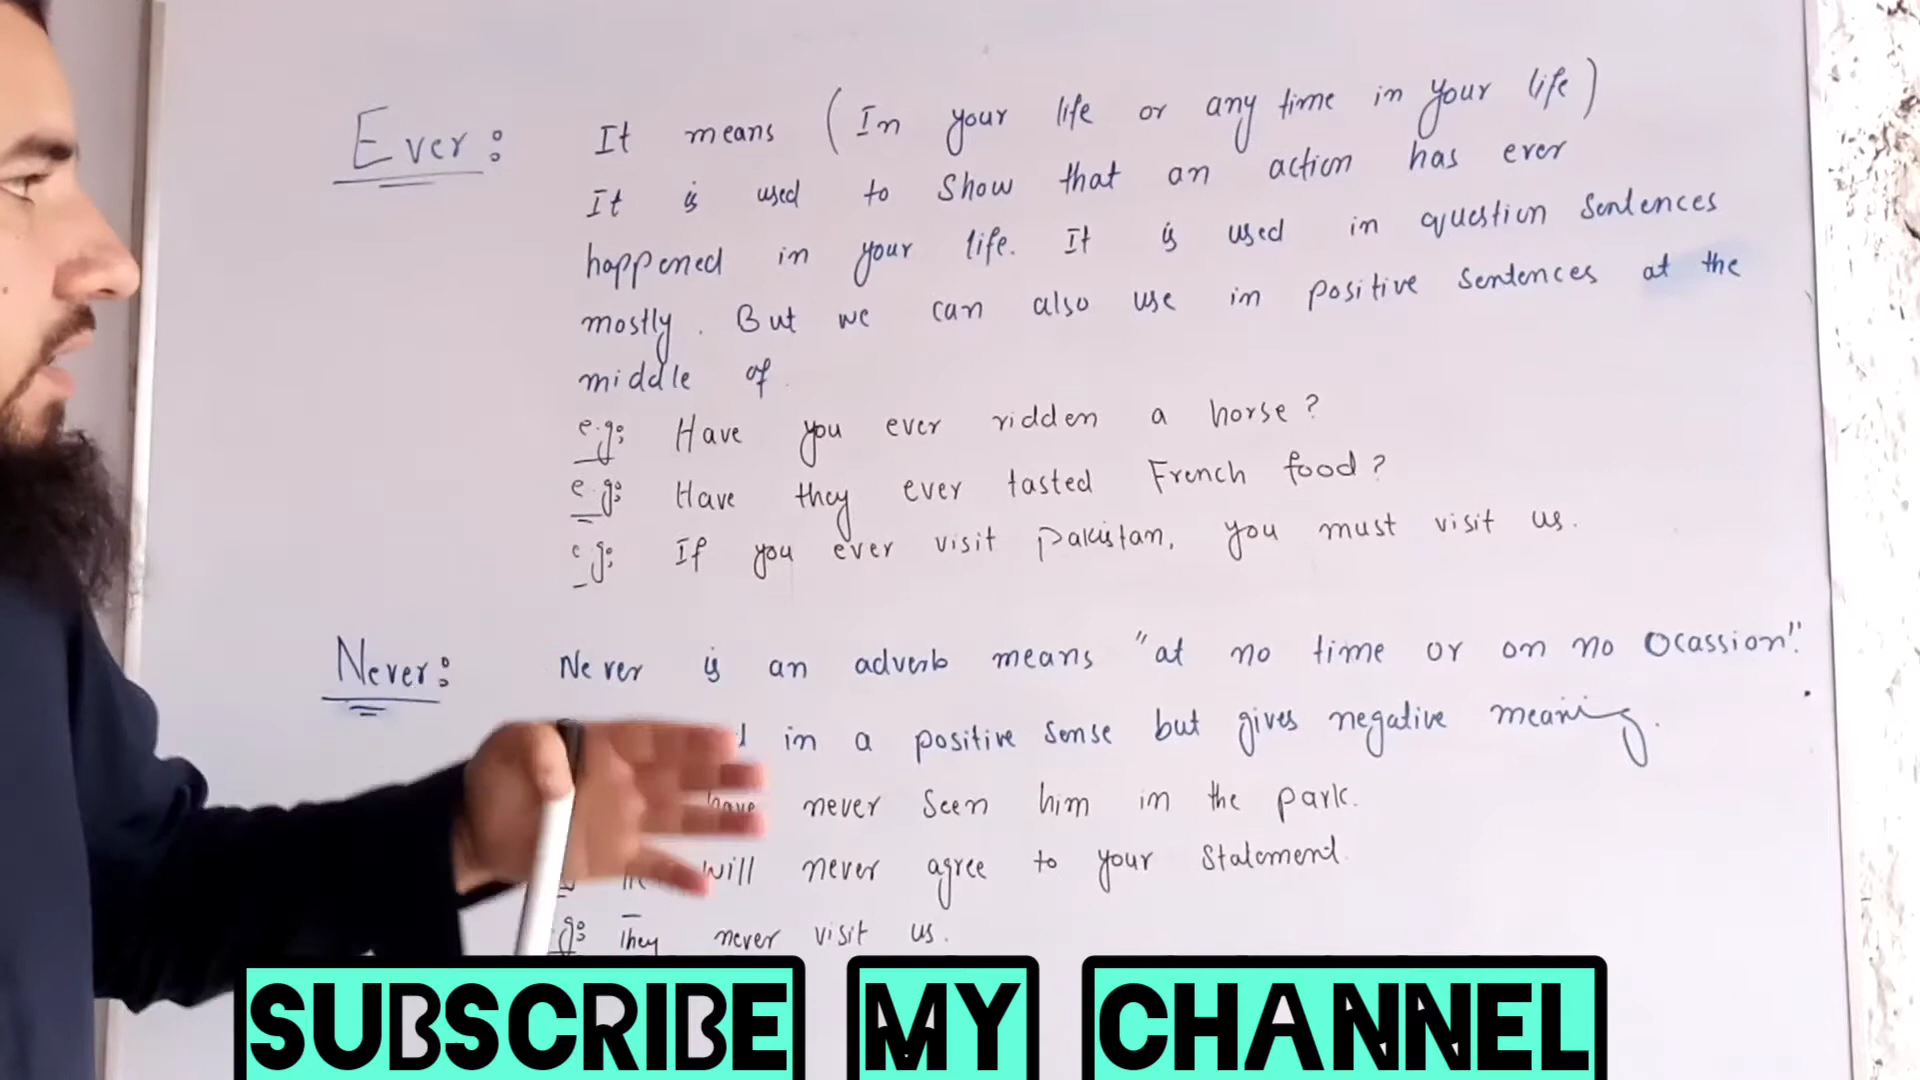 Ever: It means (In your life or any time in your life)
It is used to Show that an action has ever
happened in your life. It is used in question Sentences
mostly. But we can also use in positive sentences at the
middle of.
e.g: Have you ever ridden a horse?
e.g: Have they ever tasted French food?
e.g: If you ever visit Pakistan, you must visit us.
Never: Never is an adverb means "at no time or on no Ocassion".
in a positive sense but gives negative meaning.
have never seen him in the park.
will never agree to your Statement.
g: They never visit us.
SUBSCRIBE MY CHANNEL